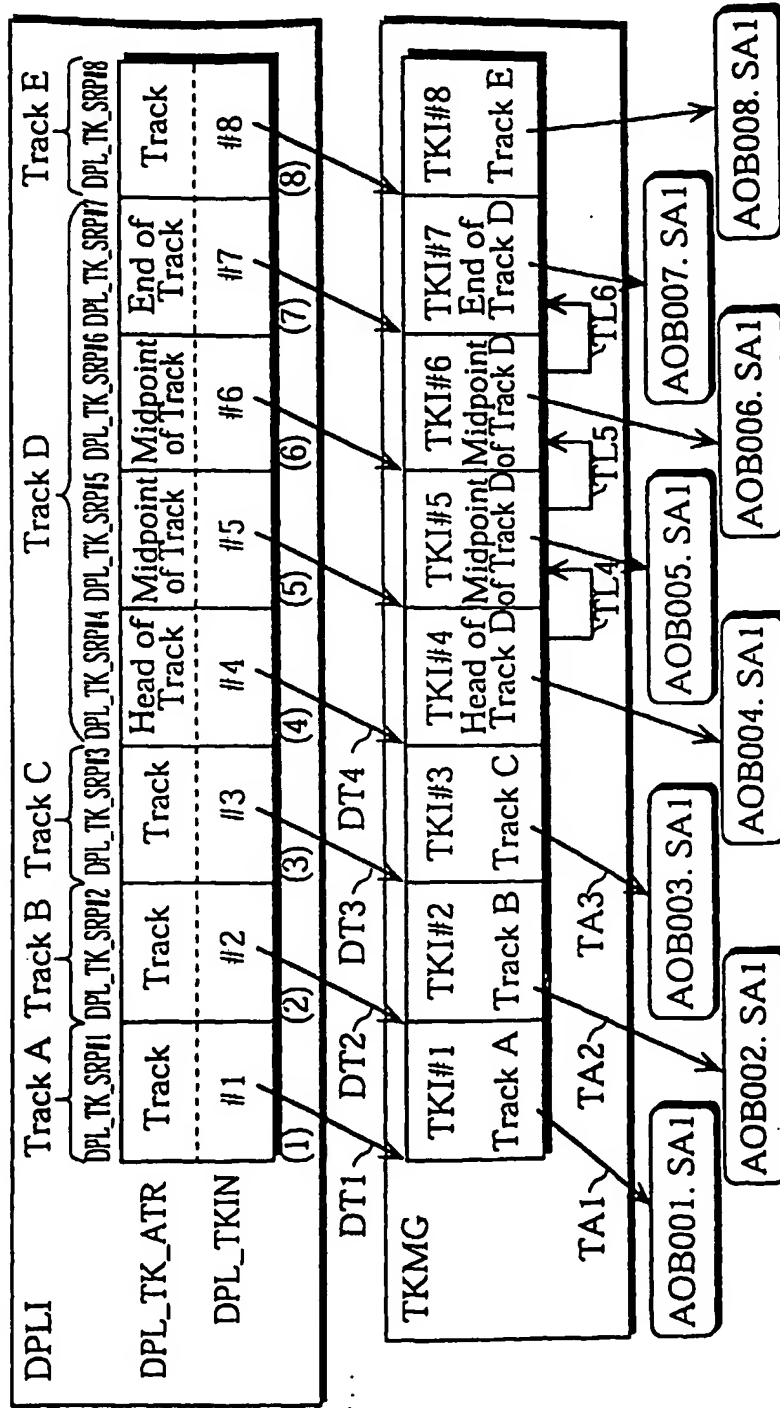 DPLI
Track A Track B Track C Track D Track E
DPL_TK_SRP#1 DPL_TK_SRP#2 DPL_TK_SRP#3 DPL_TK_SRP#4 DPL_TK_SRP#5 DPL_TK_SRP#6 DPL_TK_SRP#7 DPL_TK_SRP#8
DPL_TK_ATR Track Track Track Head of Track Midpoint of Track Midpoint of Track End of Track Track
DPL_TKIN #1 #2 #3 #4 #5 #6 #7 #8
(1) (2) (3) (4) (5) (6) (7) (8)
DT1 DT2 DT3 DT4
TKMG
TKI#1 TKI#2 TKI#3 TKI#4 TKI#5 TKI#6 TKI#7 TKI#8
Track A Track B Track C Head of Track D Midpoint of Track D Midpoint of Track D End of Track D Track E
TL4 TL5 TL6
TA1 TA2 TA3
AOB001. SA1 AOB003. SA1 AOB005. SA1 AOB007. SA1
AOB002. SA1 AOB004. SA1 AOB006. SA1 AOB008. SA1